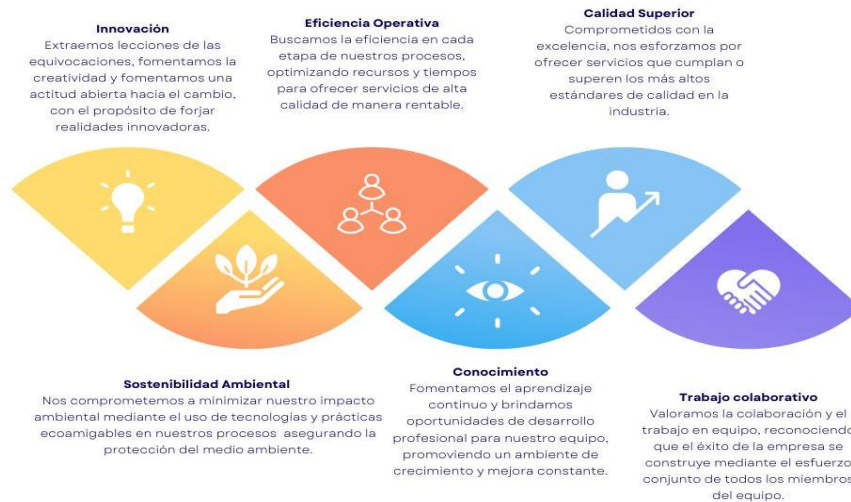 Innovación
Extraemos lecciones de las
equivocaciones, fomentamos la
creatividad y fomentamos una
actitud abierta hacia el cambio,
con el propósito de forjar
realidades innovadoras.
Eficiencia Operativa
Buscamos la eficiencia en cada
etapa de nuestros procesos,
optimizando recursos y tiempos
para ofrecer servicios de alta
calidad de manera rentable.
Calidad Superior
Comprometidos con la
excelencia, nos esforzamos por
ofrecer servicios que cumplan o
superen los más altos
estándares de calidad en la
industria.
Sostenibilidad Ambiental
Nos comprometemos a minimizar nuestro impacto
ambiental mediante el uso de tecnologías y prácticas
ecoamigables en nuestros procesos asegurando la
protección del medio ambiente.
Conocimiento
Fomentamos el aprendizaje
continuo y brindamos
oportunidades de desarrollo
profesional para nuestro equipo,
promoviendo un ambiente de
crecimiento y mejora constante.
Trabajo colaborativo
Valoramos la colaboración y el
trabajo en equipo, reconociendo
que el éxito de la empresa se
construye mediante el esfuerzo
conjunto de todos los miembros
del equipo.